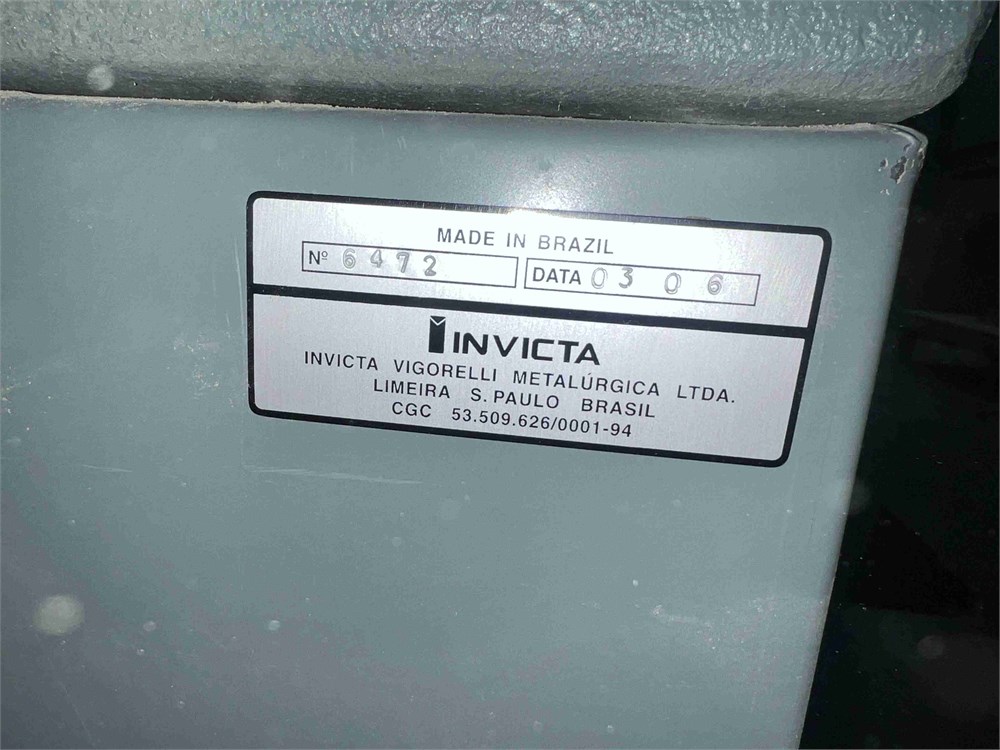 MADE IN BRAZIL
Nº 6472 DATA 03 06
INVICTA
INVICTA VIGORELLI METALÚRGICA LTDA.
LIMEIRA S. PAULO BRASIL
CGC 53.509.626/0001-94